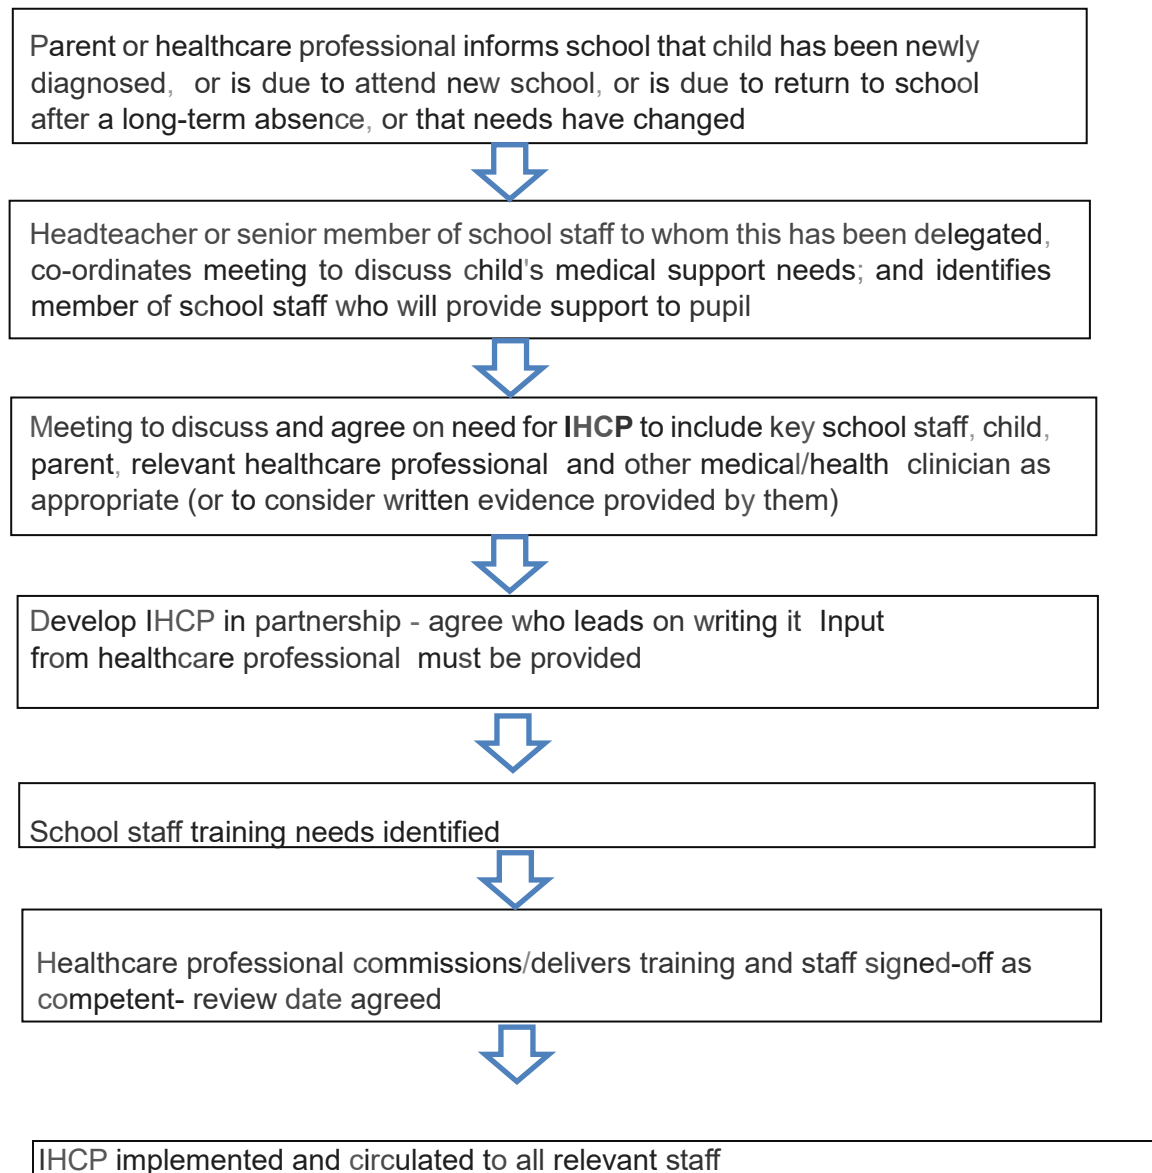 Parent or healthcare professional informs school that child has been newly
diagnosed, or is due to attend new school, or is due to return to school
after a long-term absence, or that needs have changed
Headteacher or senior member of school staff to whom this has been delegated,
co-ordinates meeting to discuss child's medical support needs; and identifies
member of school staff who will provide support to pupil
Meeting to discuss and agree on need for IHCP to include key school staff, child,
parent, relevant healthcare professional and other medical/health clinician as
appropriate (or to consider written evidence provided by them)
Develop IHCP in partnership - agree who leads on writing it Input
from healthcare professional must be provided
School staff training needs identified
Healthcare professional commissions/delivers training and staff signed-off as
competent- review date agreed
IHCP implemented and circulated to all relevant staff